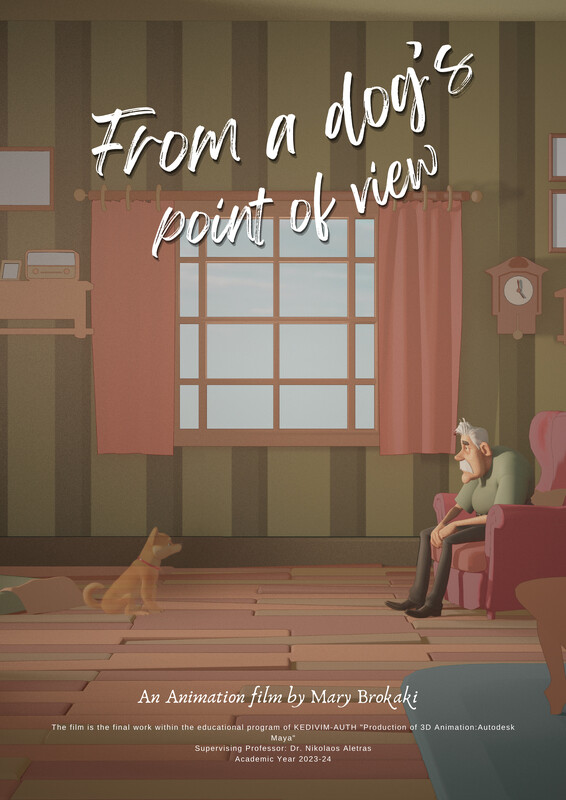 From a dog's
point of view
An Animation film by Mary Brokaki
The film is the final work within the educational program of KEDIVIM-AUTH "Production of 3D Animation:Autodesk
Maya"
Supervising Professor: Dr. Nikolaos Aletras
Academic Year 2023-24